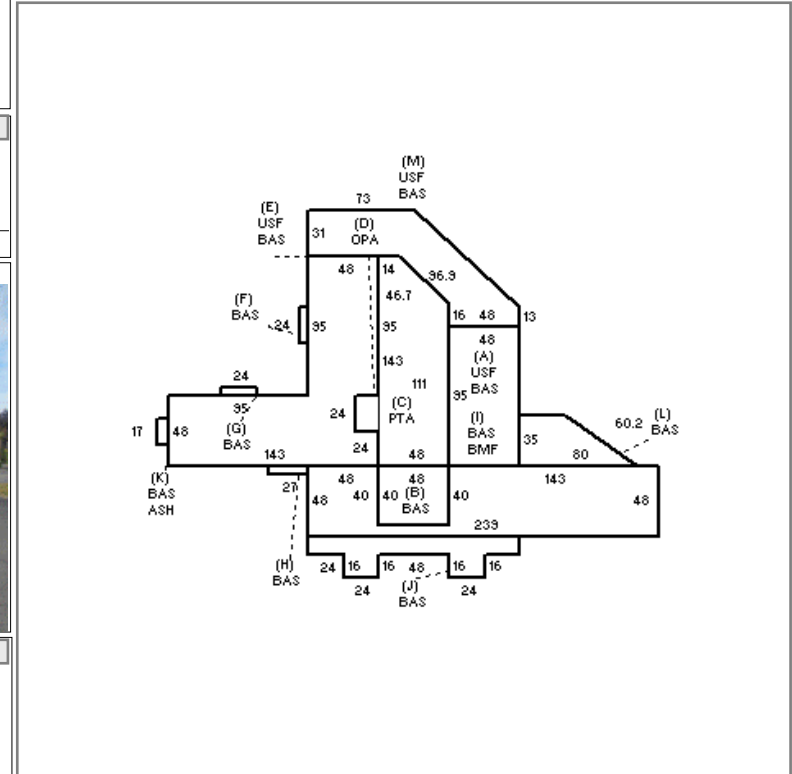 (M)
USF
BAS
73
(E)
USF
BAS
31
(D)
OPA
48
14
96.9
46.7
(F)
BAS
24
95
95
16
48
13
48
143
(A)
USF
BAS
24
111
95
95
24
(C)
PTA
(I)
BAS
BMF
60.2
(L)
BAS
17
48
(G)
BAS
35
143
24
48
80
(K)
BAS
ASH
27
48
48
40
48
40
(B)
BAS
40
143
48
239
(H)
BAS
24
16
16
48
16
16
24
(J)
BAS
24